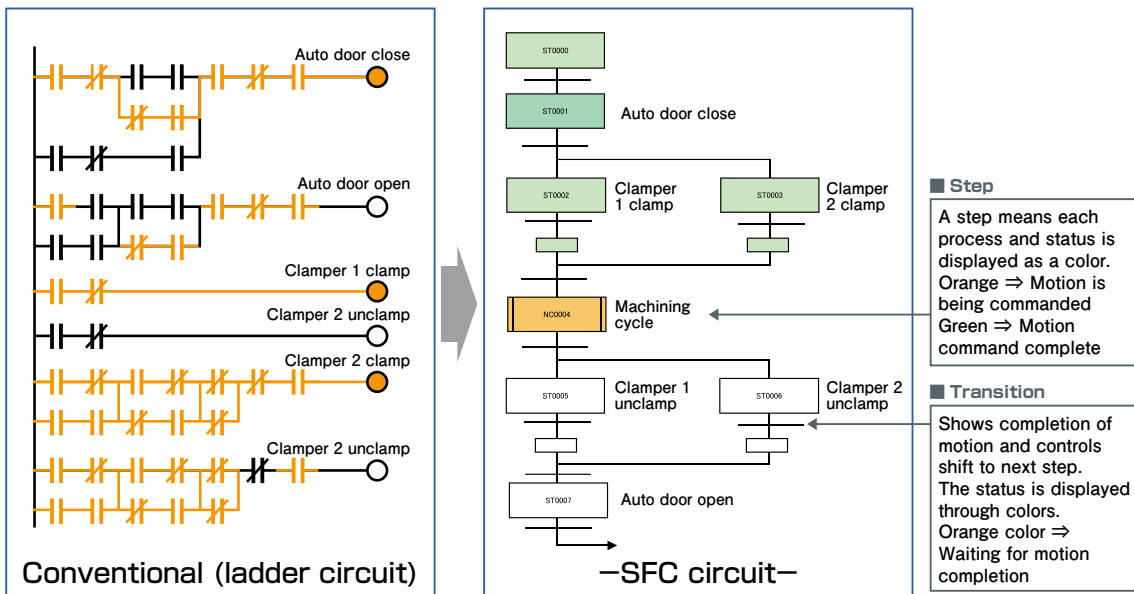 Auto door close
Auto door open
Clamper 1 clamp
Clamper 2 unclamp
Clamper 2 clamp
Clamper 2 unclamp
Conventional (ladder circuit)
ST0000
ST0001
Auto door close
ST0002
Clamper
1 clamp
ST0003
Clamper
2 clamp
NC0004
Machining
cycle
ST0005
Clamper 1
unclamp
ST0006
Clamper 2
unclamp
ST0007
Auto door open
−SFC circuit−
■ Step
A step means each
process and status is
displayed as a color.
Orange ⇒ Motion is
being commanded
Green ⇒ Motion
command complete
■ Transition
Shows completion of
motion and controls
shift to next step.
The status is displayed
through colors.
Orange color ⇒
Waiting for motion
completion